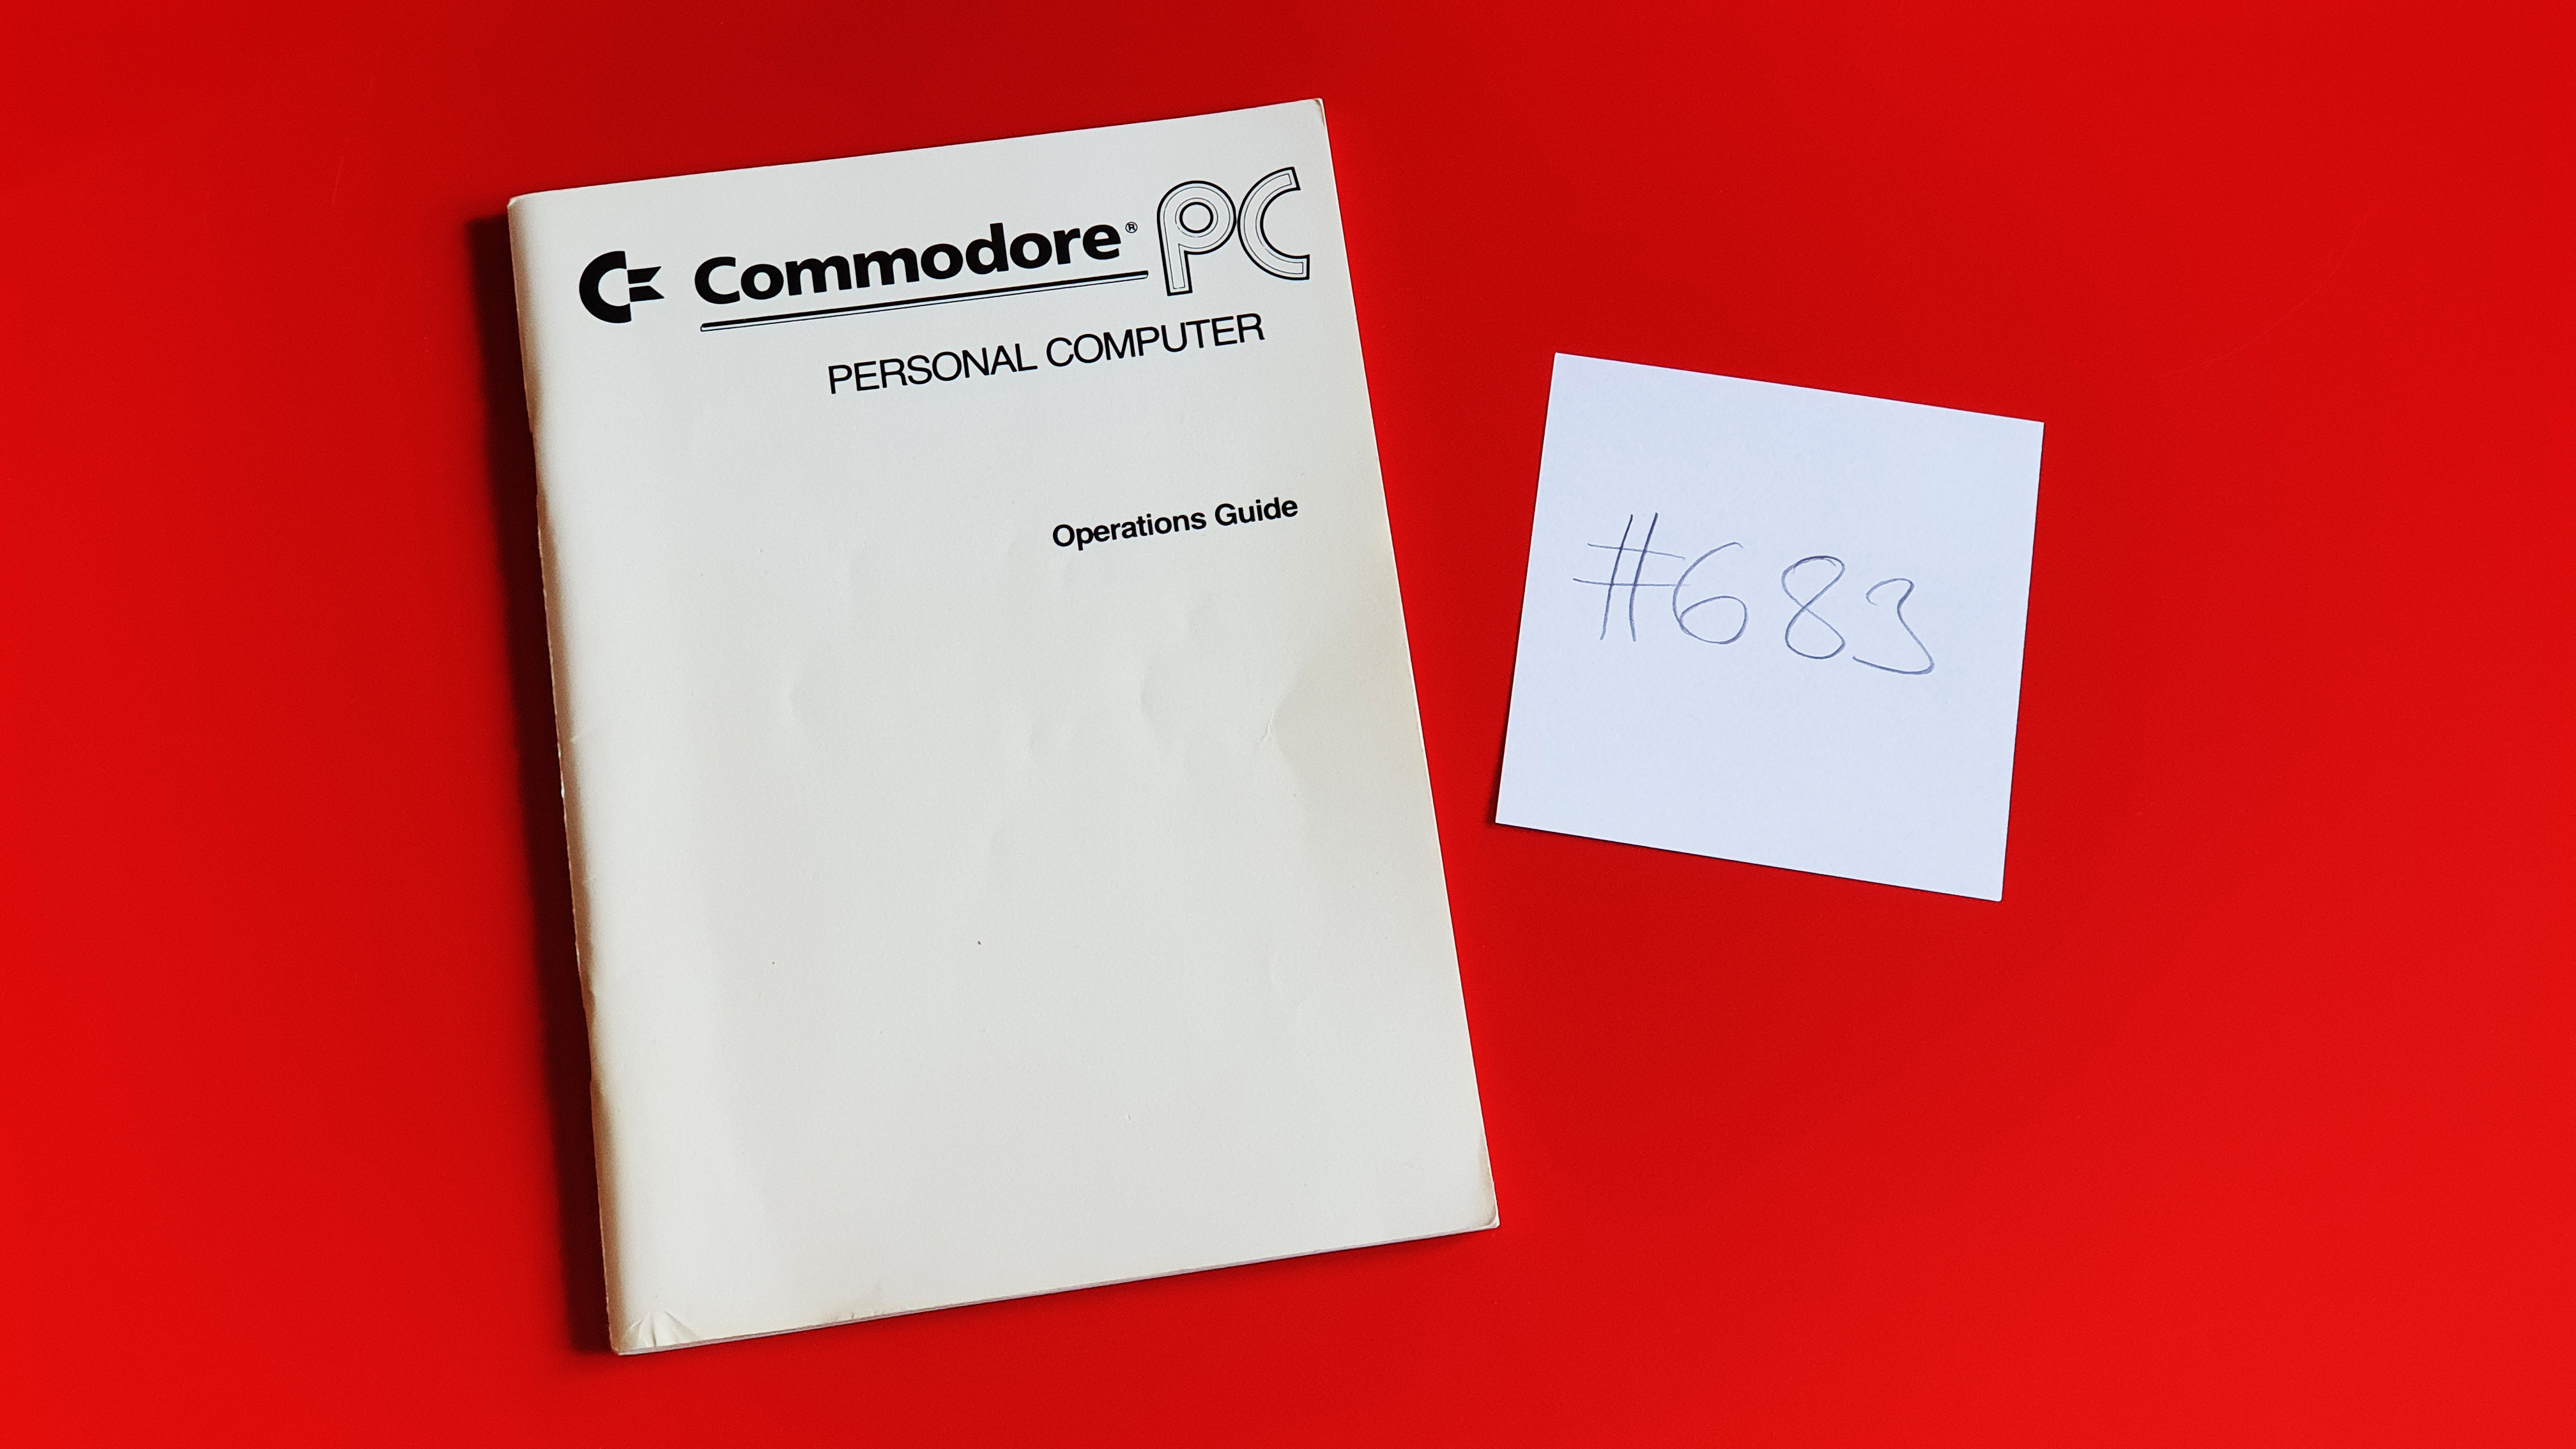 Commodore® PC
PERSONAL COMPUTER
Operations Guide
#683